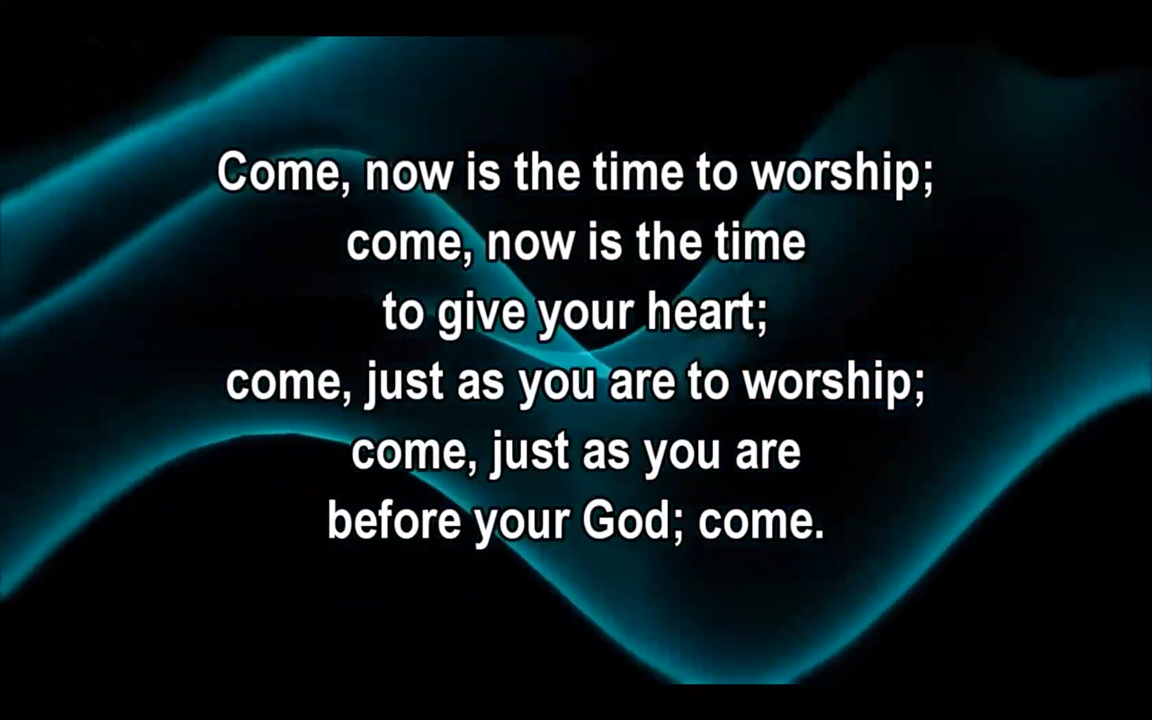 Come, now is the time to worship;
come, now is the time
to give your heart;
come, just as you are to worship;
come, just as you are
before your God; come.